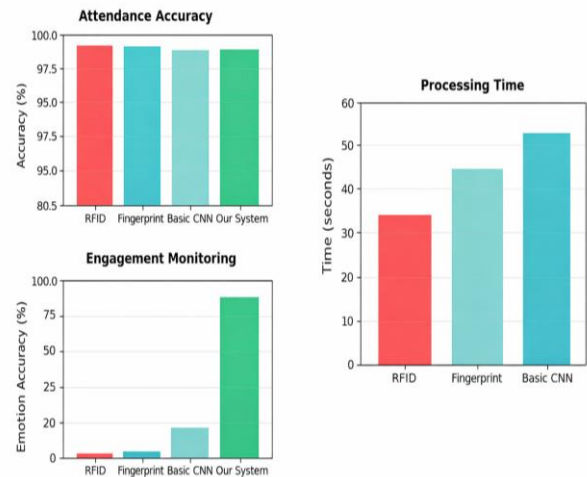 Attendance Accuracy
Accuracy (%)
100.0
97.5
95.0
97.5
95.0
80.5
RFID Fingerprint Basic CNN Our System
Engagement Monitoring
Emotion Accuracy (%)
100.0
75
50
25
20
0
RFID Fingerprint Basic CNN Our System
Processing Time
Time (seconds)
60
50
40
30
20
10
0
RFID Fingerprint Basic CNN